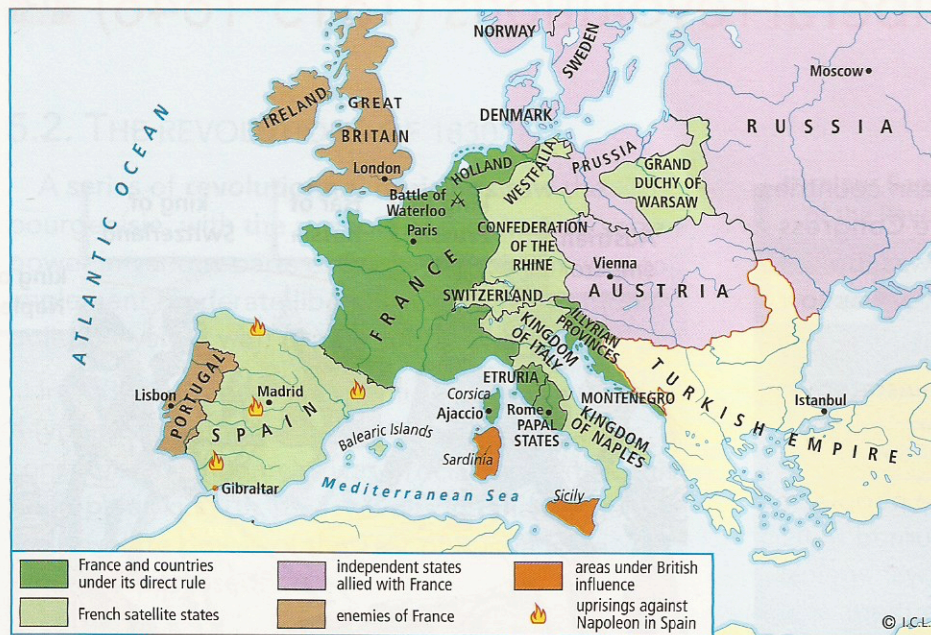 NORWAY
SWEDEN
Moscow
IRELAND
GREAT
BRITAIN
DENMARK
RUSSIA
ATLANTIC OCEAN
London
HOLLAND
WESTFALIA
PRUSSIA
GRAND
DUCHY OF
WARSAW
Battle of
Waterloo
Paris
CONFEDERATION
OF THE
RHINE
Vienna
AUSTRIA
FRANCE
SWITZERLAND
KINGDOM
OF ITALY
ILLYRIAN
PROVINCES
TURKISH EMPIRE
ETRURIA
MONTENEGRO
Istanbul
Lisbon
PORTUGAL
Madrid
SPAIN
Corsica
Ajaccio
Rome
PAPAL
STATES
KINGDOM
OF NAPLES
Balearic Islands
Sardinia
Gibraltar
Mediterranean Sea
Sicily
France and countries
under its direct rule
French satellite states
independent states
allied with France
enemies of France
areas under British
influence
uprisings against
Napoleon in Spain
© I.C.L.